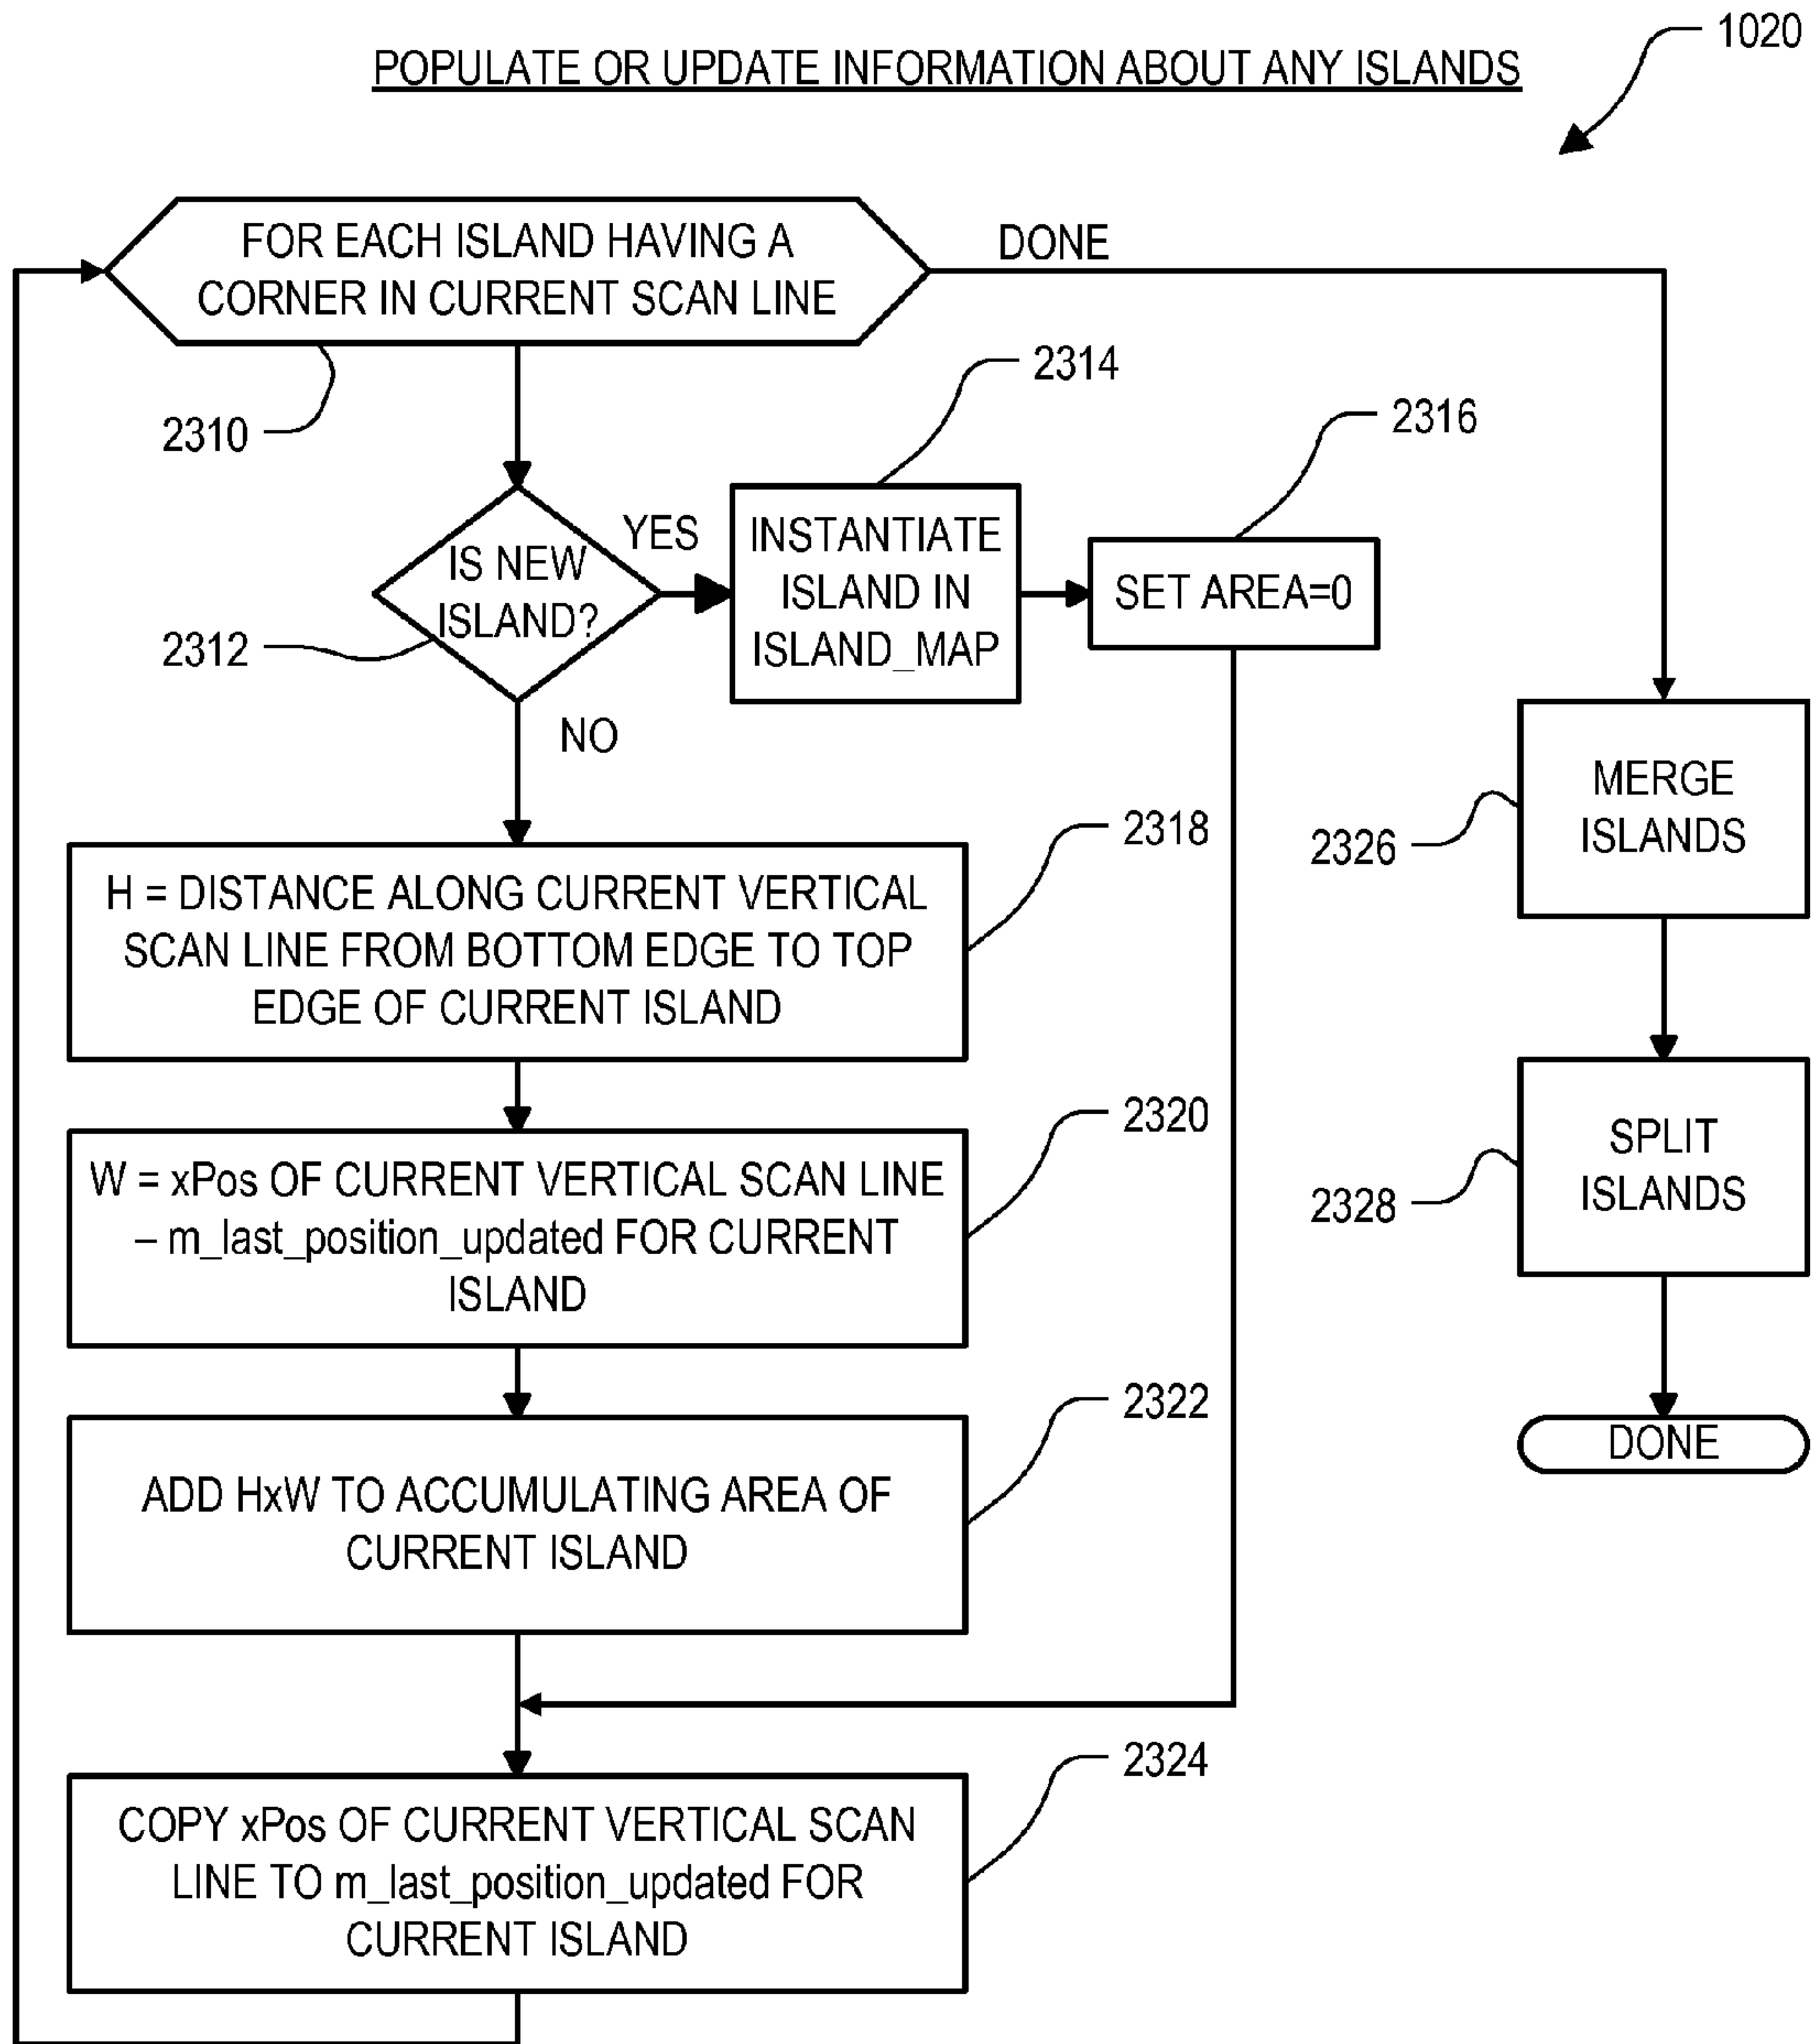 1020
POPULATE OR UPDATE INFORMATION ABOUT ANY ISLANDS
FOR EACH ISLAND HAVING A
CORNER IN CURRENT SCAN LINE
DONE
2310
2314
2316
IS NEW
ISLAND?
YES
2312
NO
INSTANTIATE
ISLAND IN
ISLAND_MAP
SET AREA=0
2318
H = DISTANCE ALONG CURRENT VERTICAL
SCAN LINE FROM BOTTOM EDGE TO TOP
EDGE OF CURRENT ISLAND
2320
W = xPos OF CURRENT VERTICAL SCAN LINE
– m_last_position_updated FOR CURRENT
ISLAND
2322
ADD HxW TO ACCUMULATING AREA OF
CURRENT ISLAND
2324
COPY xPos OF CURRENT VERTICAL SCAN
LINE TO m_last_position_updated FOR
CURRENT ISLAND
MERGE
ISLANDS
2326
SPLIT
ISLANDS
2328
DONE